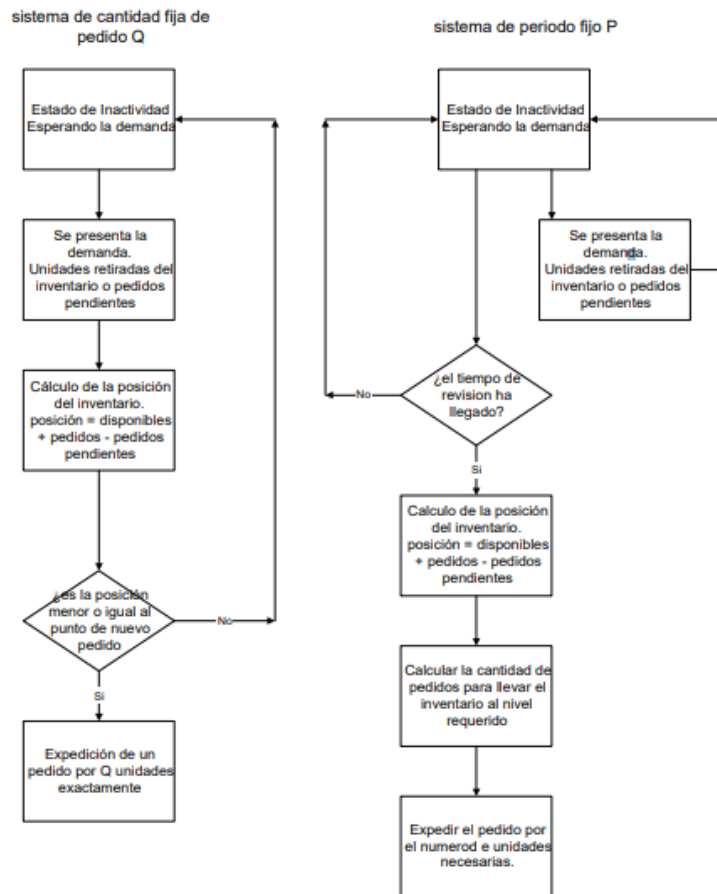 sistema de cantidad fija de
pedido Q
Estado de Inactividad
Esperando la demanda
Se presenta la
demanda.
Unidades retiradas del
inventario o pedidos
pendientes
Cálculo de la posición
del inventario.
posición = disponibles
+ pedidos - pedidos
pendientes
¿es la posición
menor o igual al
punto de nuevo
pedido
No
Si
Expedición de un
pedido por Q unidades
exactamente
sistema de periodo fijo P
Estado de Inactividad
Esperando la demanda
Se presenta la
demanda.
Unidades retiradas del
inventario o pedidos
pendientes
¿el tiempo de
revision ha
llegado?
No
Si
Calculo de la posición
del inventario.
posición = disponibles
+ pedidos - pedidos
pendientes
Calcular la cantidad de
pedidos para llevar el
inventario al nivel
requerido
Expedir el pedido por
el numerod e unidades
necesarias.